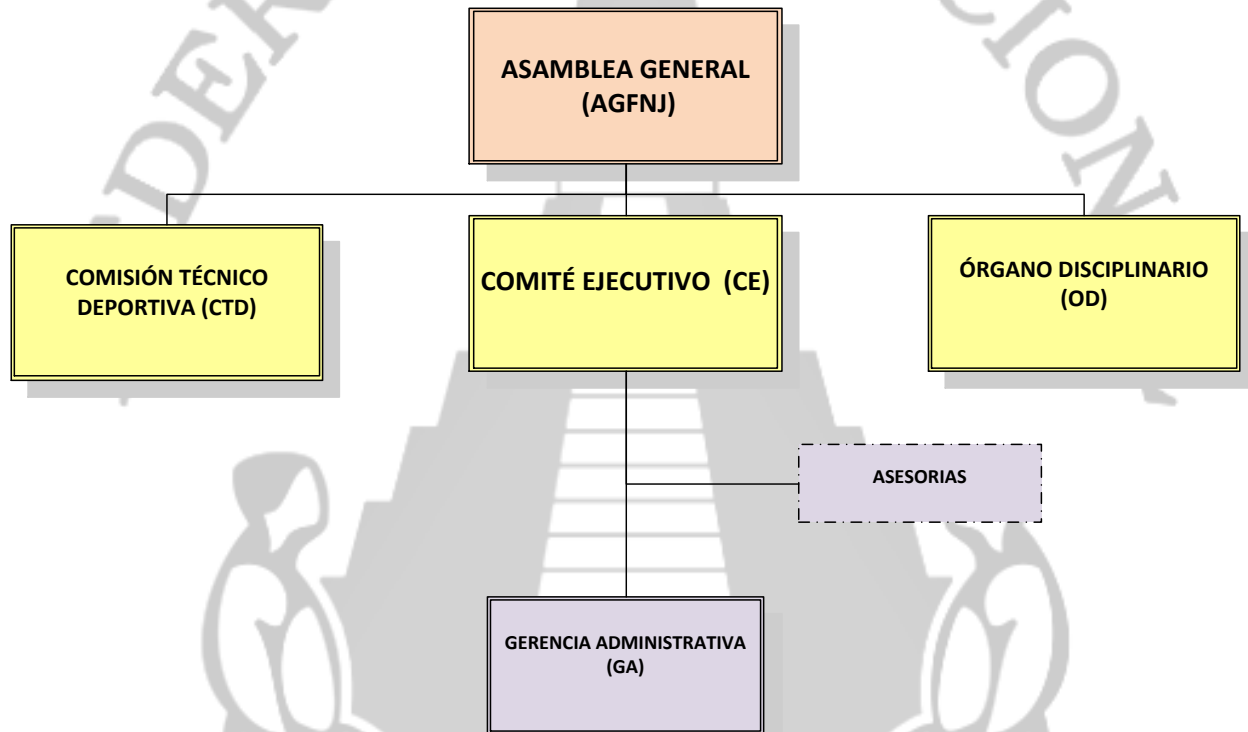 ASAMBLEA GENERAL
(AGFNJ)
COMISIÓN TÉCNICO
DEPORTIVA (CTD)
COMITÉ EJECUTIVO (CE)
ÓRGANO DISCIPLINARIO
(OD)
ASESORIAS
GERENCIA ADMINISTRATIVA
(GA)